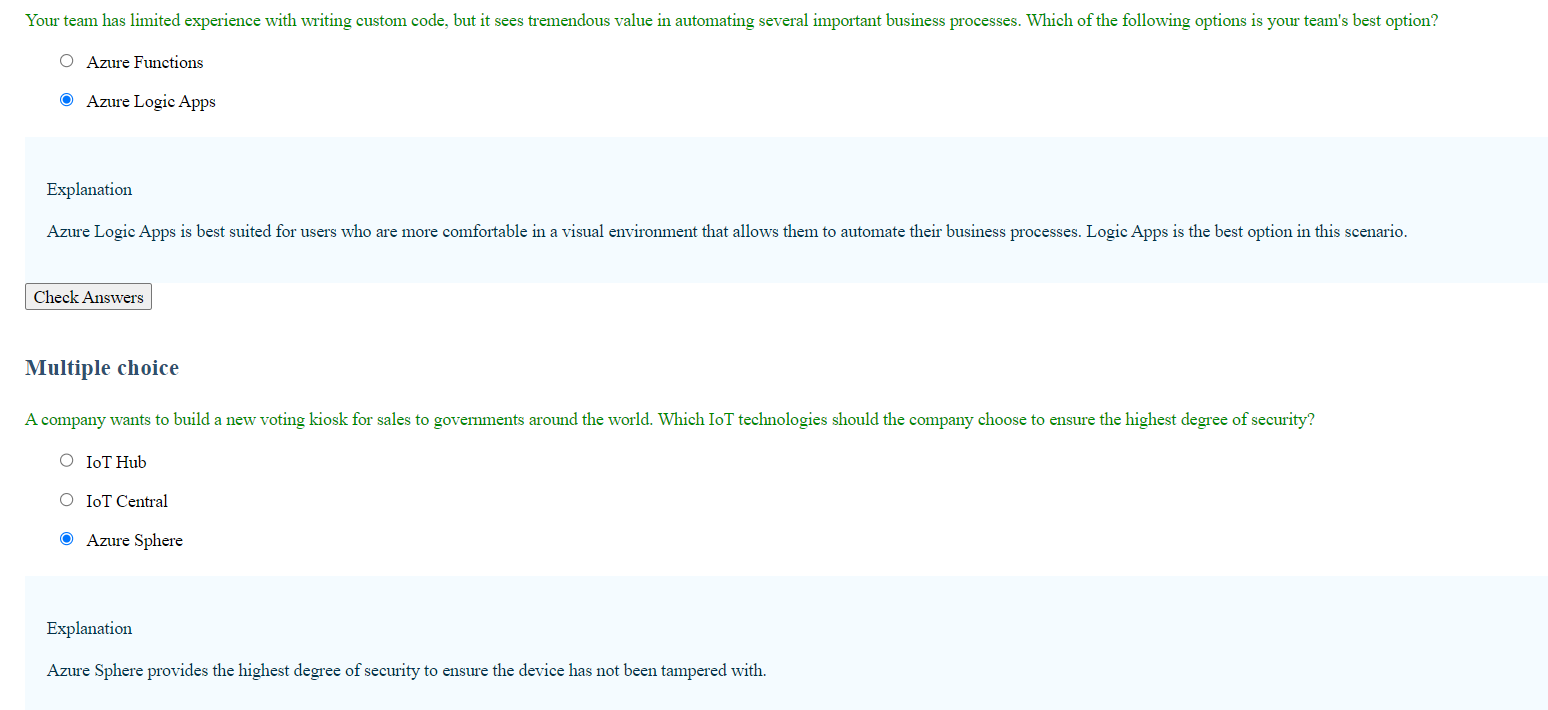 Your team has limited experience with writing custom code, but it sees tremendous value in automating several important business processes. Which of the following options is your team's best option?
Azure Functions
Azure Logic Apps
Explanation
Azure Logic Apps is best suited for users who are more comfortable in a visual environment that allows them to automate their business processes. Logic Apps is the best option in this scenario.
Check Answers
Multiple choice
A company wants to build a new voting kiosk for sales to governments around the world. Which IoT technologies should the company choose to ensure the highest degree of security?
IoT Hub
IoT Central
Azure Sphere
Explanation
Azure Sphere provides the highest degree of security to ensure the device has not been tampered with.